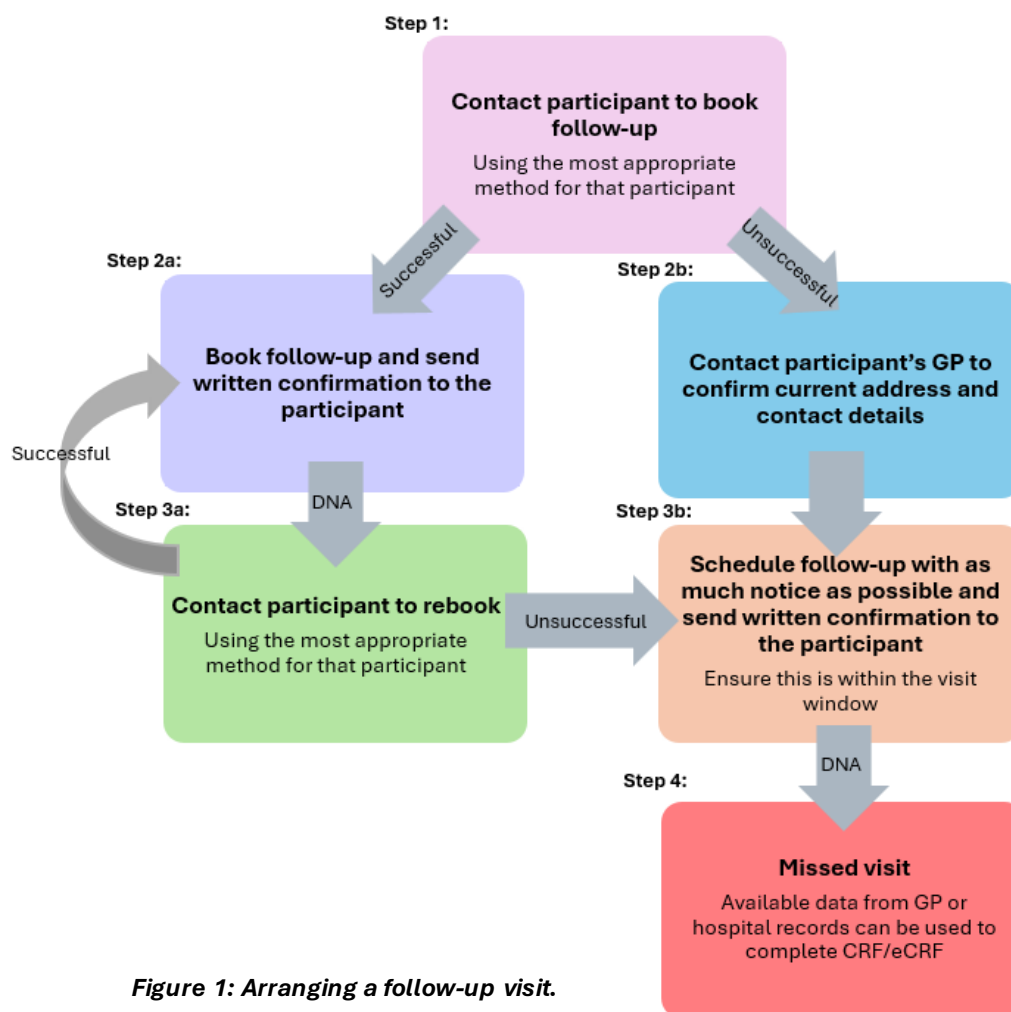 Step 1:
Contact participant to book
follow-up
Using the most appropriate
method for that participant
Successful
Unsuccessful
Step 2a:
Book follow-up and send
written confirmation to the
participant
Step 2b:
Contact participant’s GP to
confirm current address and
contact details
Successful
DNA
Step 3a:
Contact participant to rebook
Using the most appropriate
method for that participant
Unsuccessful
Step 3b:
Schedule follow-up with as
much notice as possible and
send written confirmation to
the participant
Ensure this is within the visit
window
DNA
Step 4:
Missed visit
Available data from GP or
hospital records can be used to
complete CRF/eCRF
Figure 1: Arranging a follow-up visit.